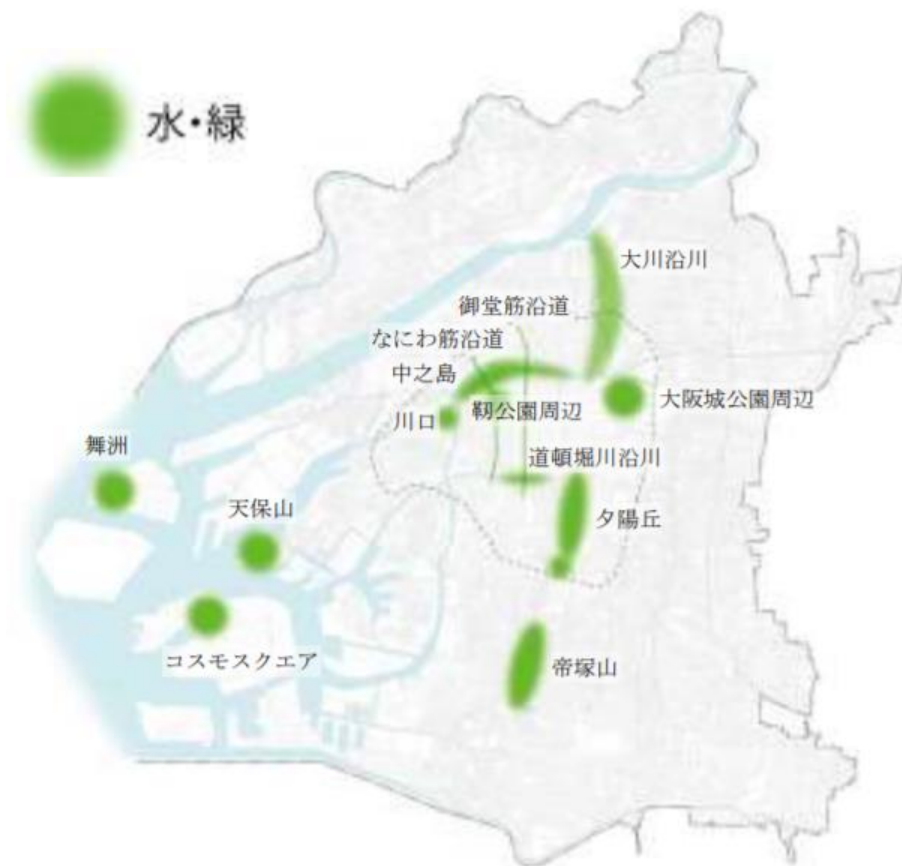 水・緑
大川沿川
御堂筋沿道
なにわ筋沿道
中之島
靭公園周辺
大阪城公園周辺
川口
道頓堀川沿川
舞洲
天保山
夕陽丘
コスモスクエア
帝塚山